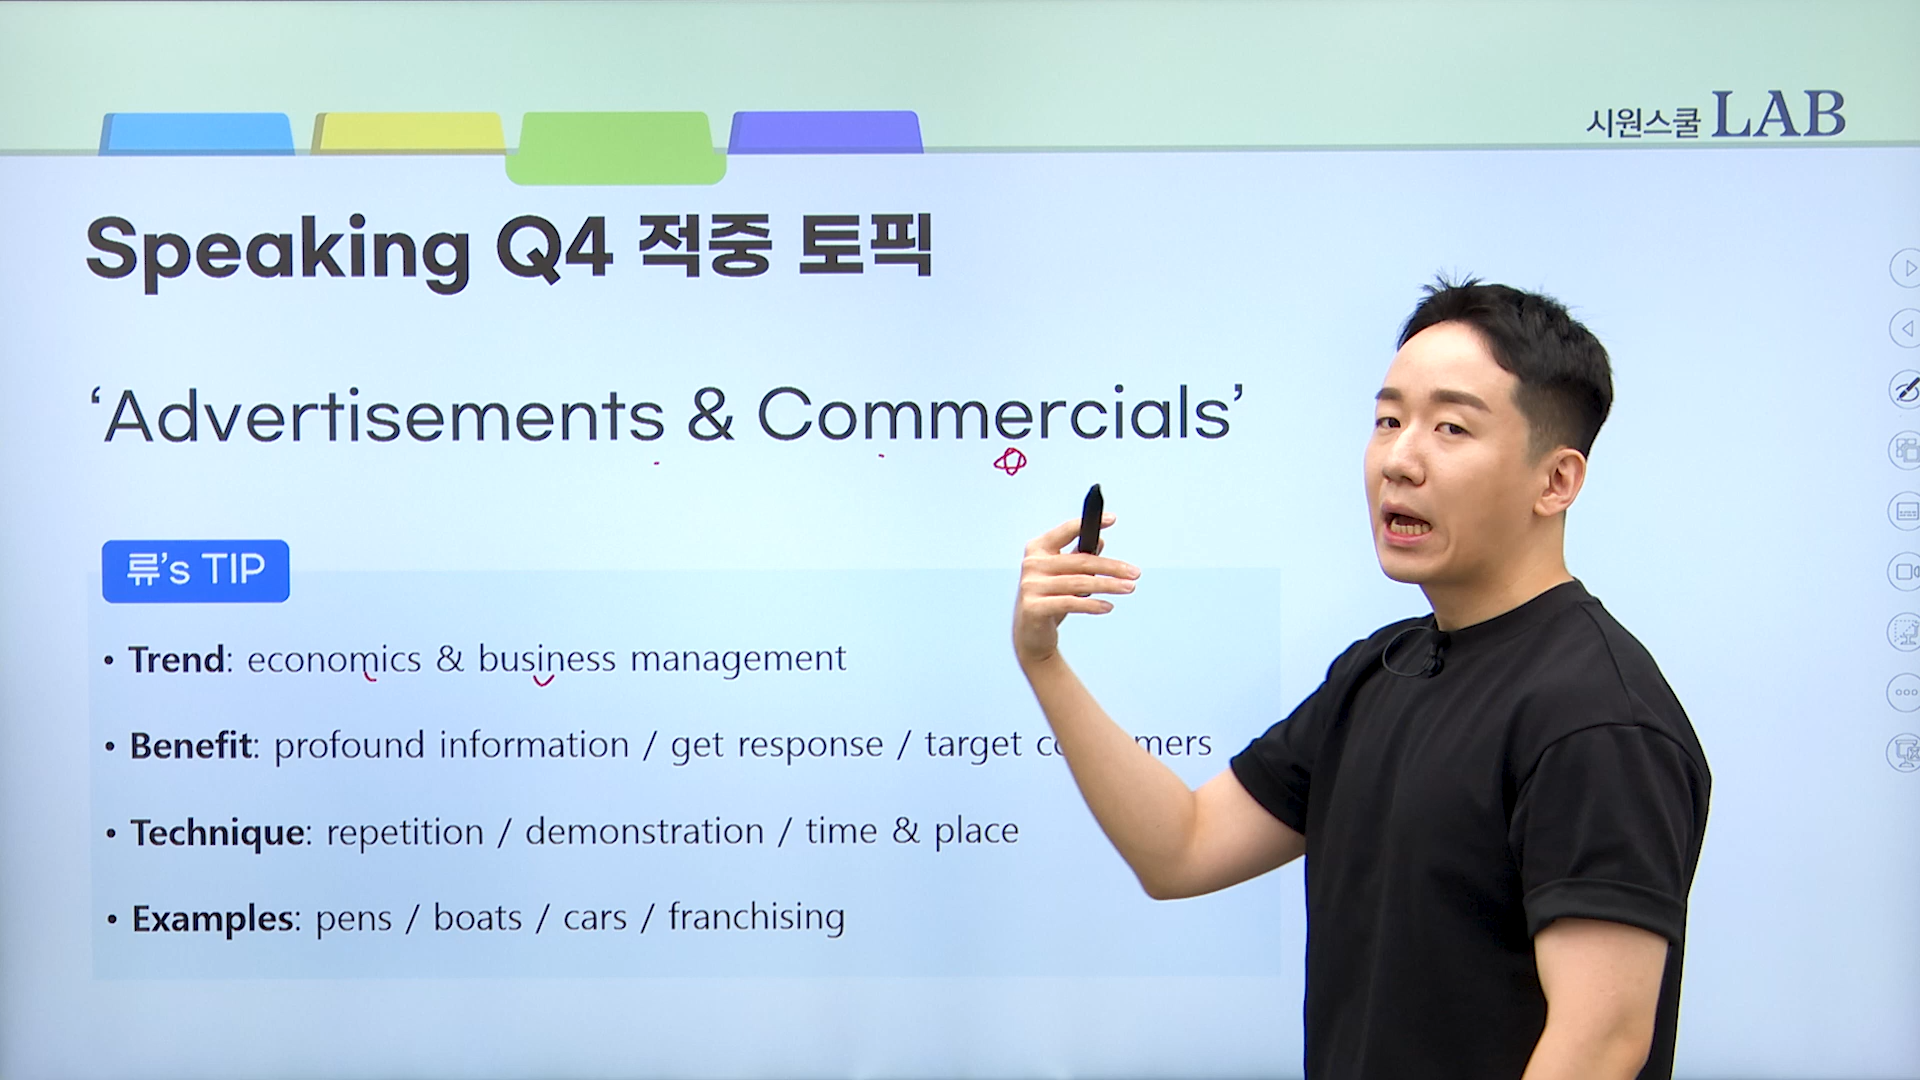 시원스쿨 LAB
Speaking Q4 적중 토픽
‘Advertisements & Commercials’
류’s TIP
• Trend: economics & business management
• Benefit: profound information / get response / target
• Technique: repetition / demonstration / time & place
• Examples: pens / boats / cars / franchising